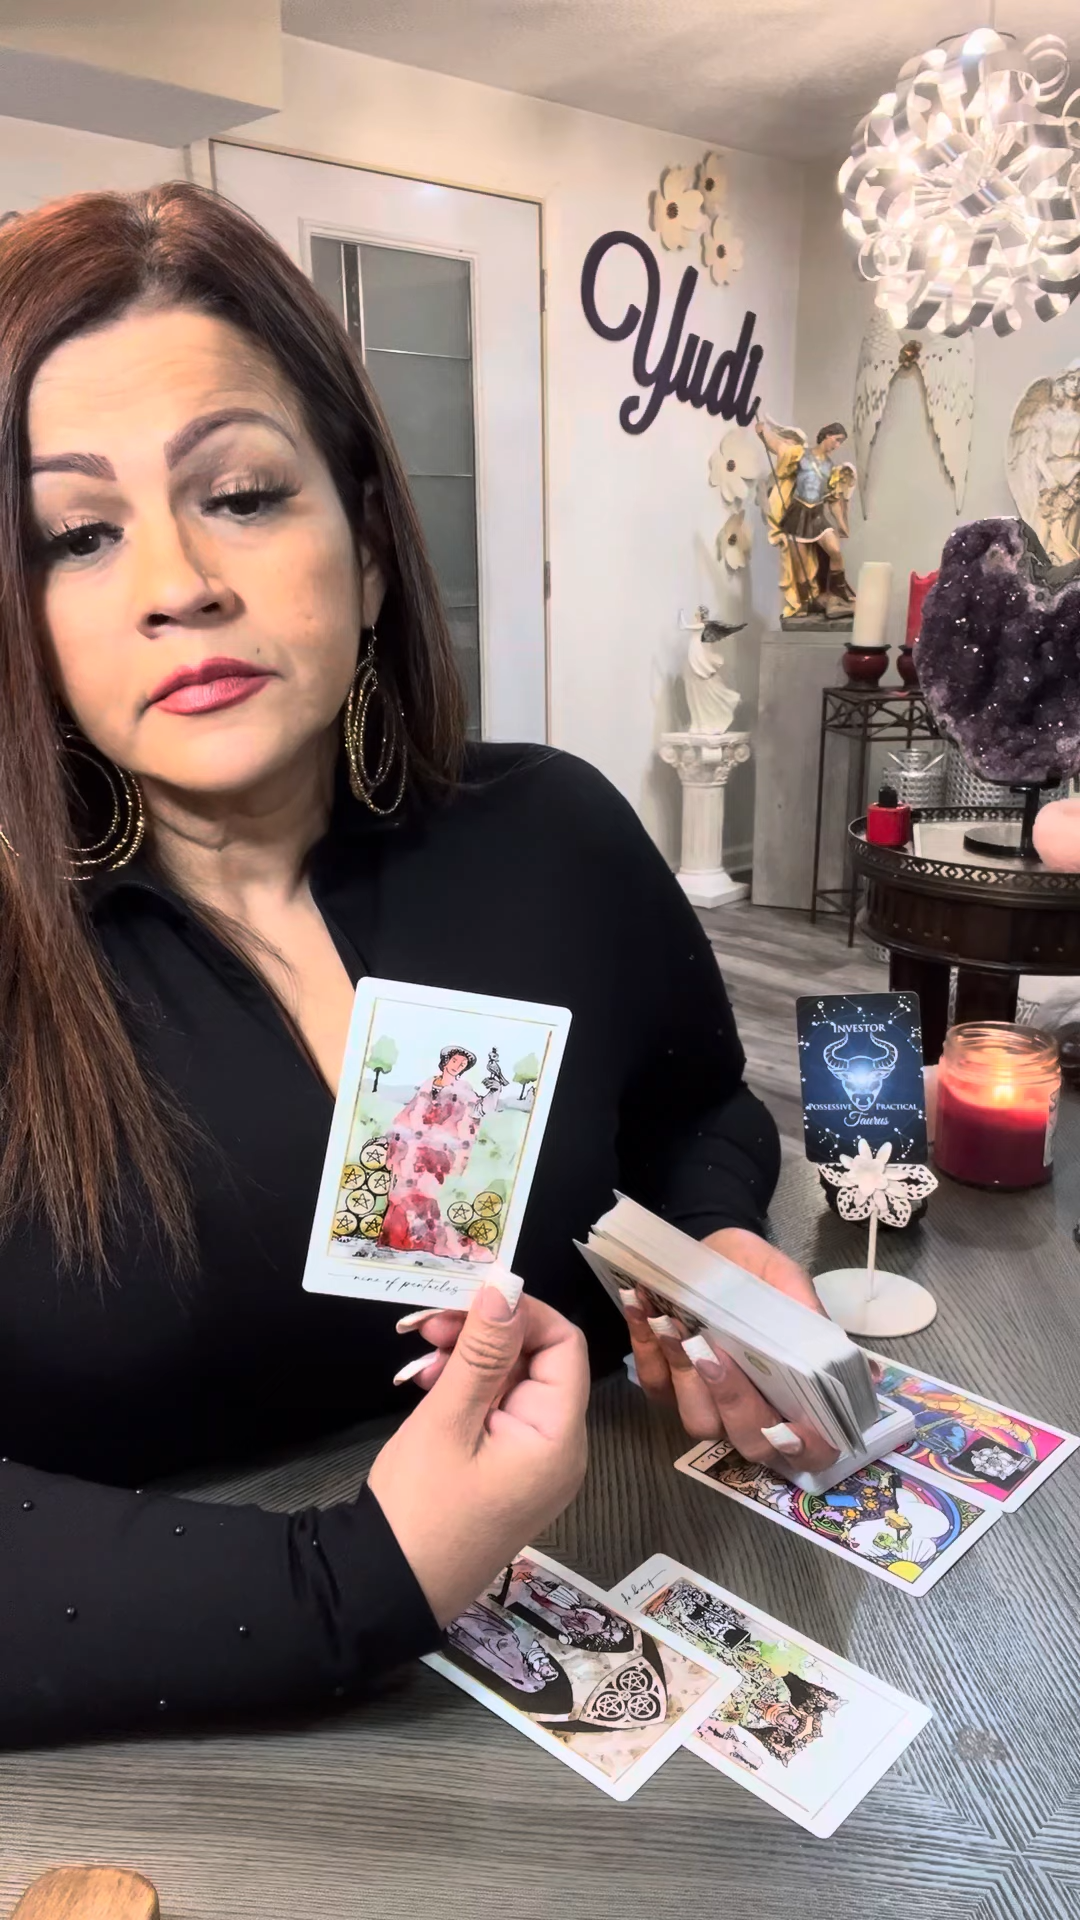 Yudi
INVESTOR
POSSESSIVE PRACTICAL
Taurus
nine of pentacles